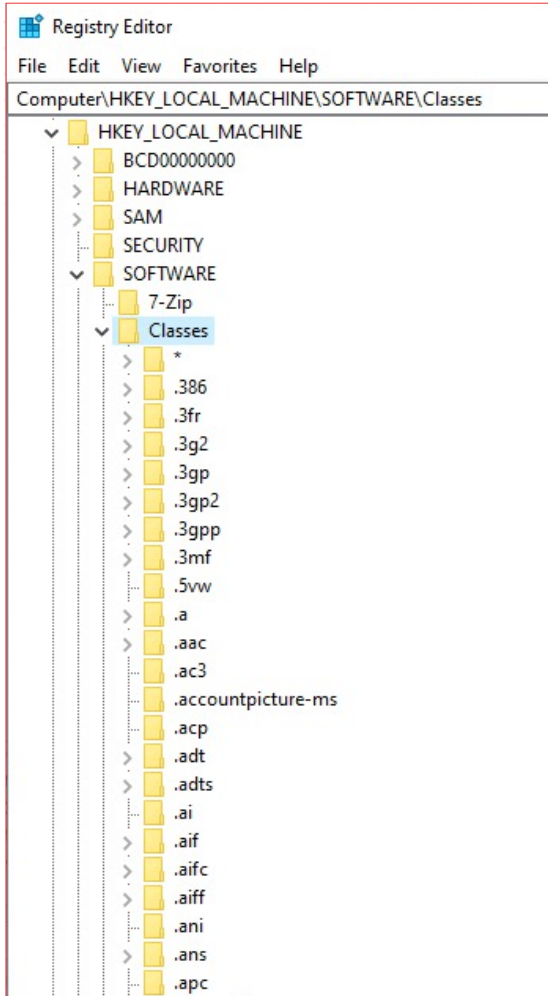 Registry Editor
File Edit View Favorites Help
Computer\HKEY_LOCAL_MACHINE\SOFTWARE\Classes
HKEY_LOCAL_MACHINE
BCD00000000
HARDWARE
SAM
SECURITY
SOFTWARE
7-Zip
Classes
*
.386
.3fr
.3g2
.3gp
.3gp2
.3gpp
.3mf
.5vw
.a
.aac
.ac3
.accountpicture-ms
.acp
.adt
.adts
.ai
.aif
.aifc
.aiff
.ani
.ans
.apc